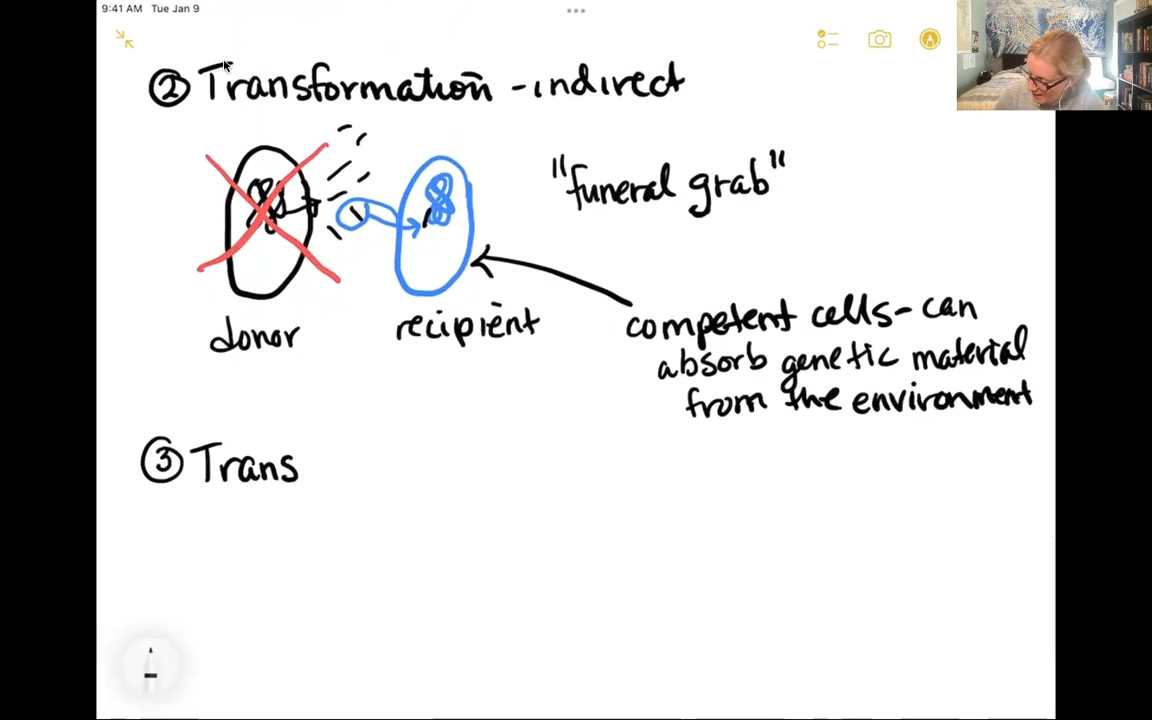 9:41 AM Tue Jan 9
② Transformation - indirect
"funeral grab"
donor
recipient
competent cells - can
absorb genetic material
from the environment
③ Trans